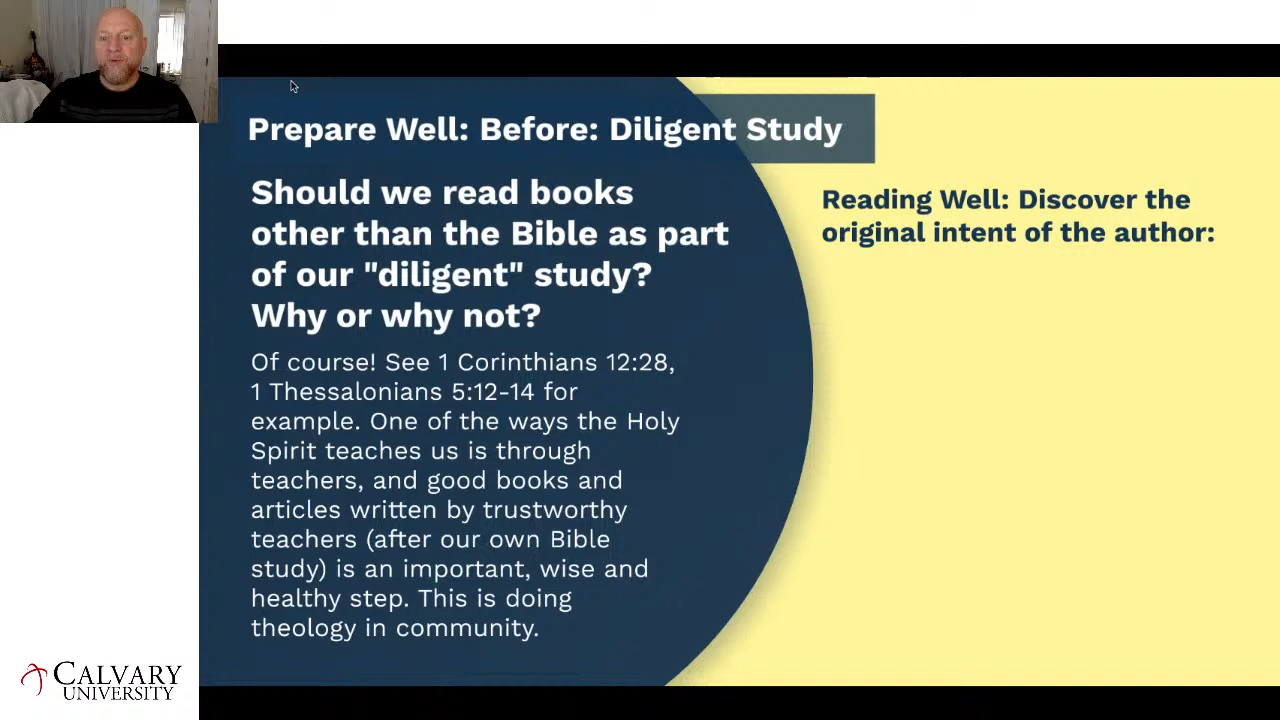 Prepare Well: Before: Diligent Study
Should we read books
other than the Bible as part
of our "diligent" study?
Why or why not?
Of course! See 1 Corinthians 12:28,
1 Thessalonians 5:12-14 for
example. One of the ways the Holy
Spirit teaches us is through
teachers, and good books and
articles written by trustworthy
teachers (after our own Bible
study) is an important, wise and
healthy step. This is doing
theology in community.
Reading Well: Discover the
original intent of the author:
CALVARY
UNIVERSITY